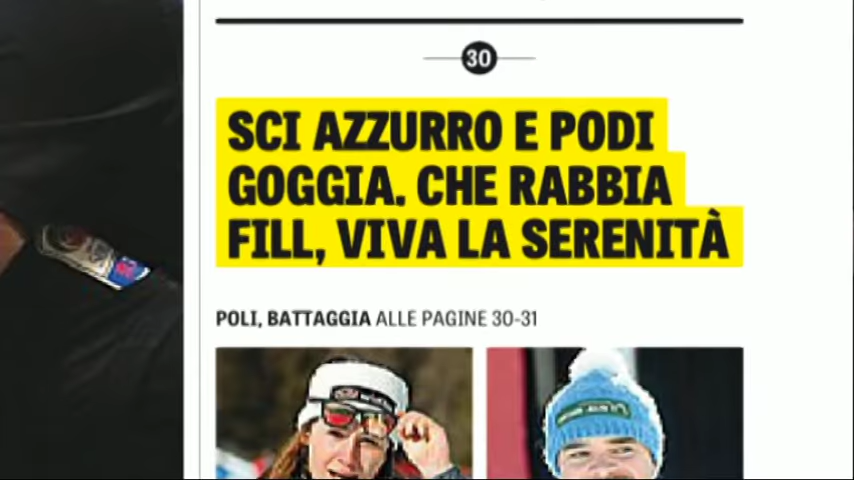 30
SCI AZZURRO E PODI
GOGGIA. CHE RABBIA
FILL, VIVA LA SERENITÀ
POLI, BATTAGGIA ALLE PAGINE 30-31